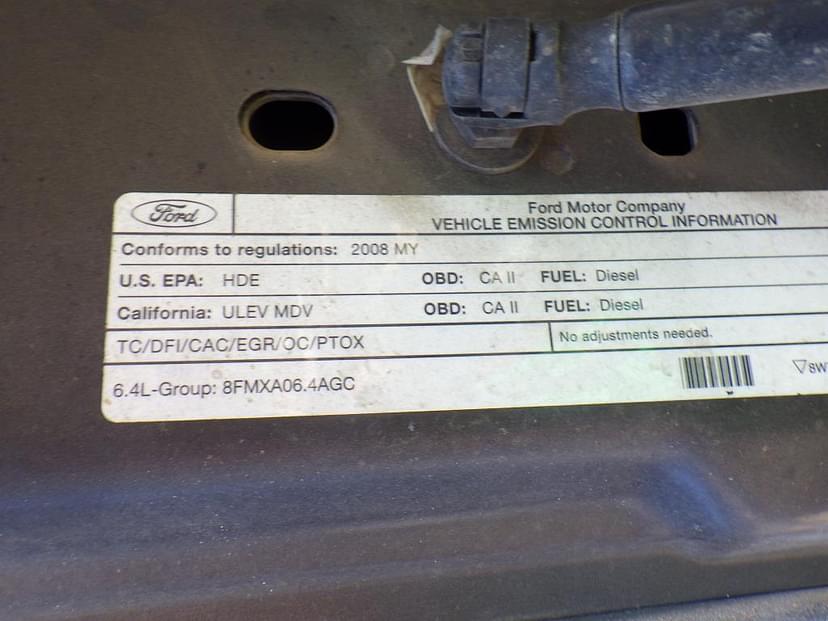 Ford
Ford Motor Company
VEHICLE EMISSION CONTROL INFORMATION
Conforms to regulations: 2008 MY
U.S. EPA: HDE OBD: CA II FUEL: Diesel
California: ULEV MDV OBD: CA II FUEL: Diesel
TC/DFI/CAC/EGR/OC/PTOX No adjustments needed.
6.4L-Group: 8FMXA06.4AGC ▽8W